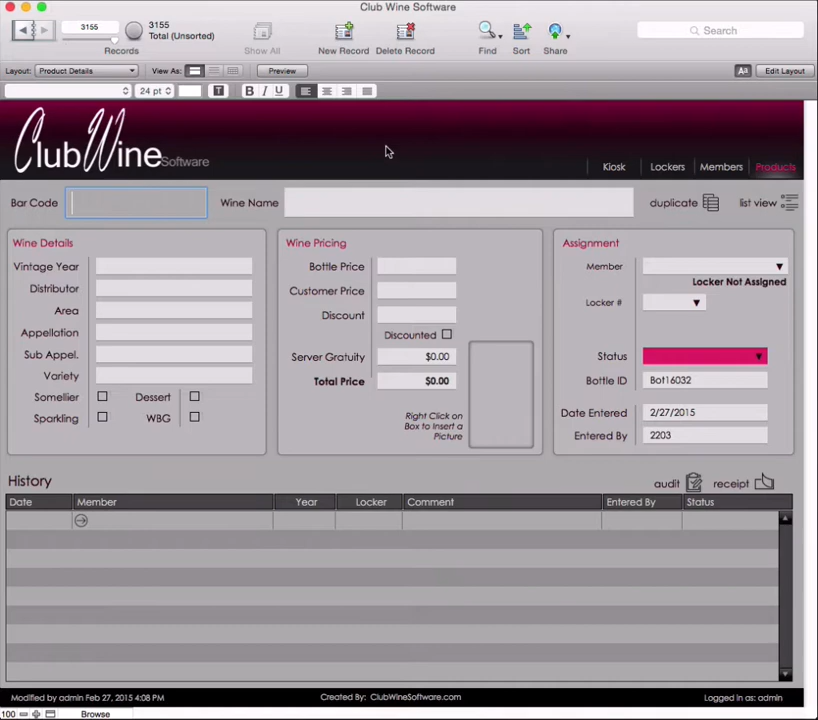 Club Wine Software
3155
3155
Total (Unsorted)
Records
Show All
New Record
Delete Record
Find
Sort
Share
Search
Layout: Product Details
View As:
Preview
Aa
Edit Layout
24 pt
T
B I U
ClubWine Software
Kiosk
Lockers
Members
Products
Bar Code
Wine Name
duplicate
list view
Wine Details
Vintage Year
Distributor
Area
Appellation
Sub Appel.
Variety
Somellier
Dessert
Sparkling
WBG
Wine Pricing
Bottle Price
Customer Price
Discount
Discounted
Server Gratuity $0.00
Total Price $0.00
Right Click on
Box to Insert a
Picture
Assignment
Member
Locker Not Assigned
Locker #
Status
Bottle ID Bot16032
Date Entered 2/27/2015
Entered By 2203
History
audit
receipt
Date Member Year Locker Comment Entered By Status
Modified by admin Feb 27, 2015 4:08 PM
Created By: ClubWineSoftware.com
Logged in as: admin
100
Browse